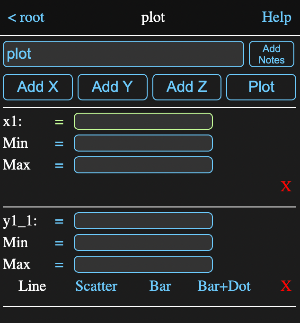 < root plot Help
plot Add Notes
Add X Add Y Add Z Plot
x1: =
Min =
Max =
X
y1_1: =
Min =
Max =
Line Scatter Bar Bar+Dot X